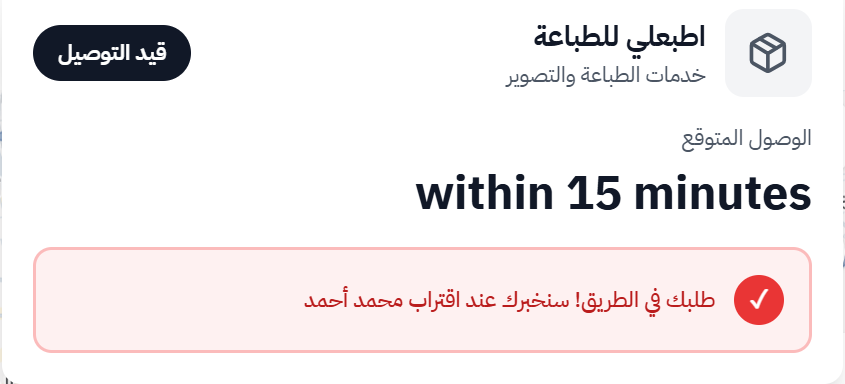 اطبعلي للطباعة
خدمات الطباعة والتصوير
قيد التوصيل
الوصول المتوقع
within 15 minutes
طلبك في الطريق! سنخبرك عند اقتراب محمد أحمد